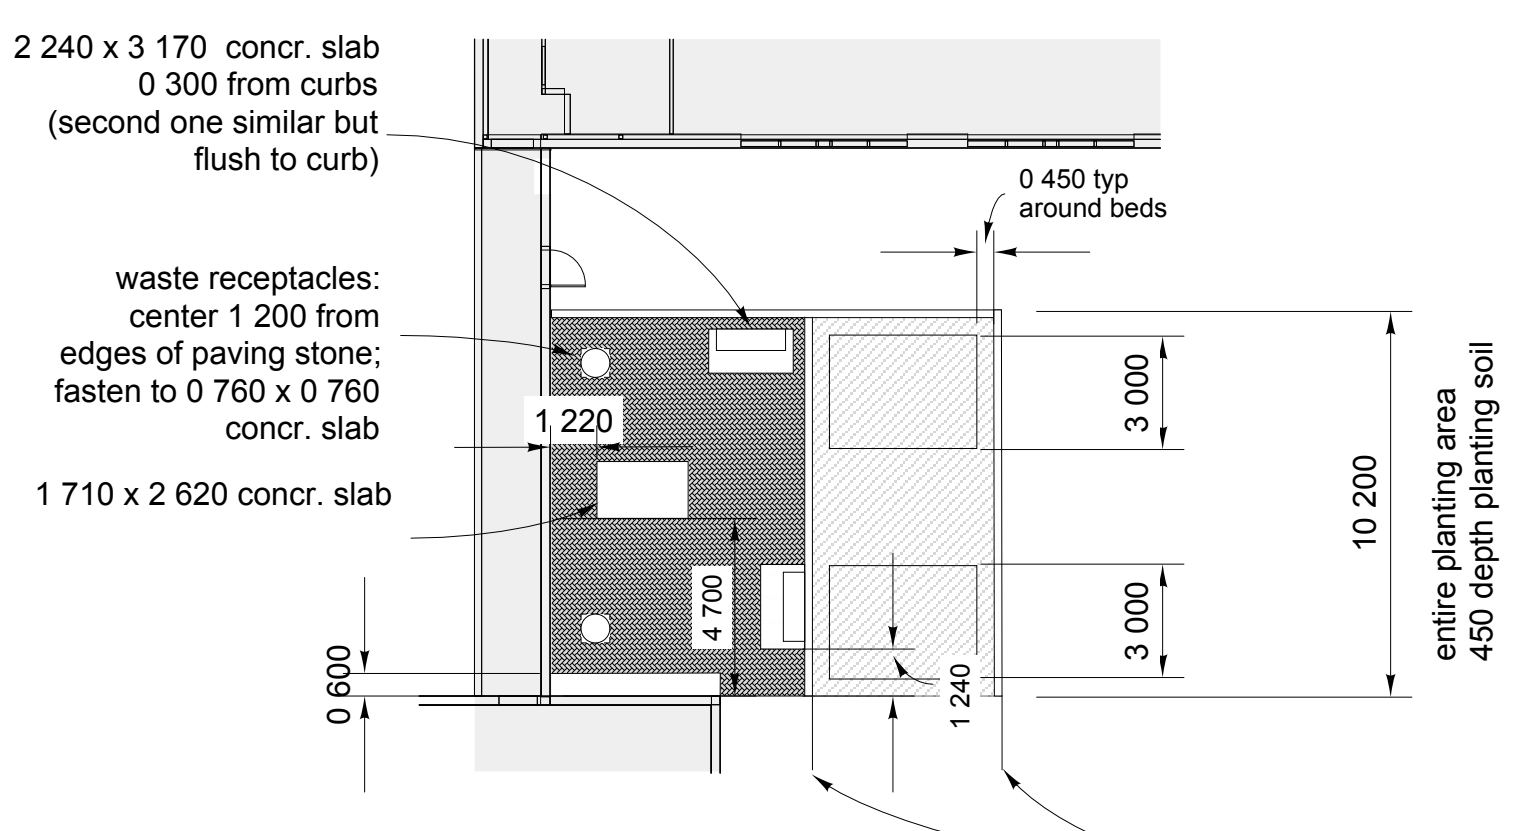 2 240 x 3 170  concr. slab
0 300 from curbs
(second one similar but
flush to curb)
0 450 typ
around beds
waste receptacles:
center 1 200 from
edges of paving stone;
fasten to 0 760 x 0 760
concr. slab
1 220
1 710 x 2 620 concr. slab
3 000
10 200
entire planting area
450 depth planting soil
4 700
3 000
0 600
1 240